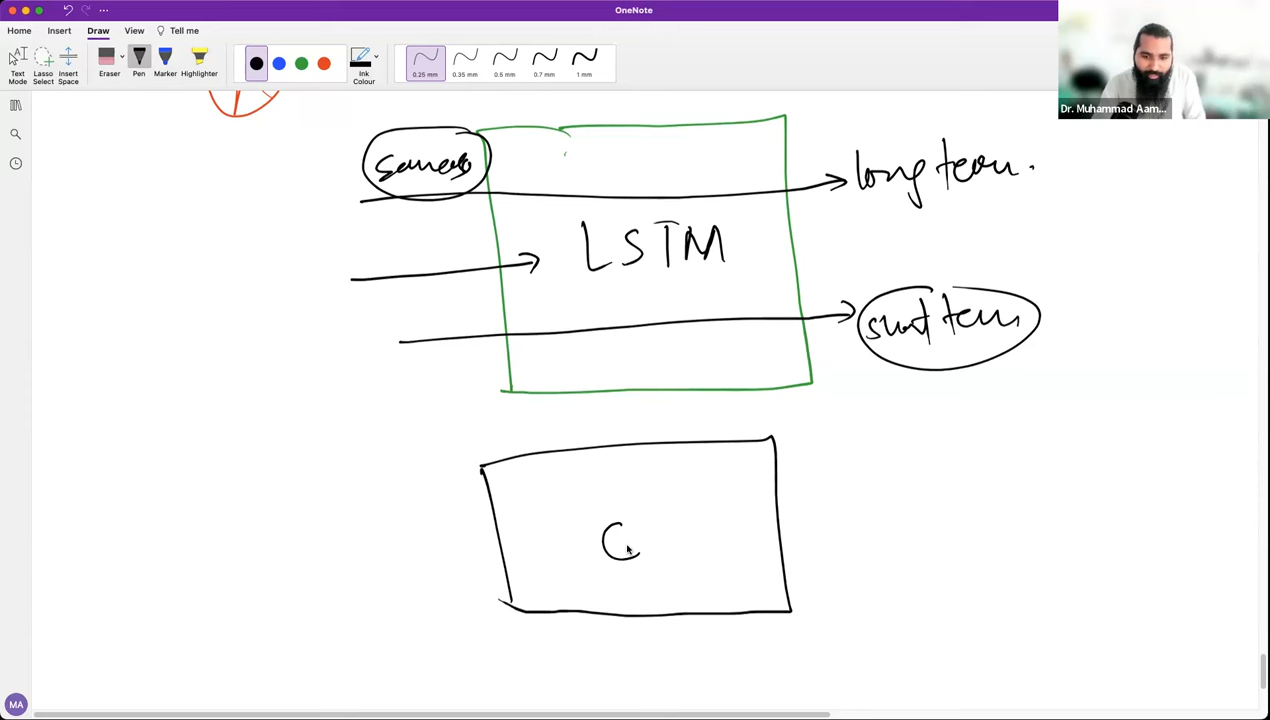 OneNote
Home Insert Draw View Tell me
Text Mode
Lasso Select
Insert Space
Eraser
Pen
Marker
Highlighter
Ink Colour
0.25 mm
0.35 mm
0.5 mm
0.7 mm
1 mm
Dr. Muhammad Aam...
long term.
LSTM
short term
C
MA